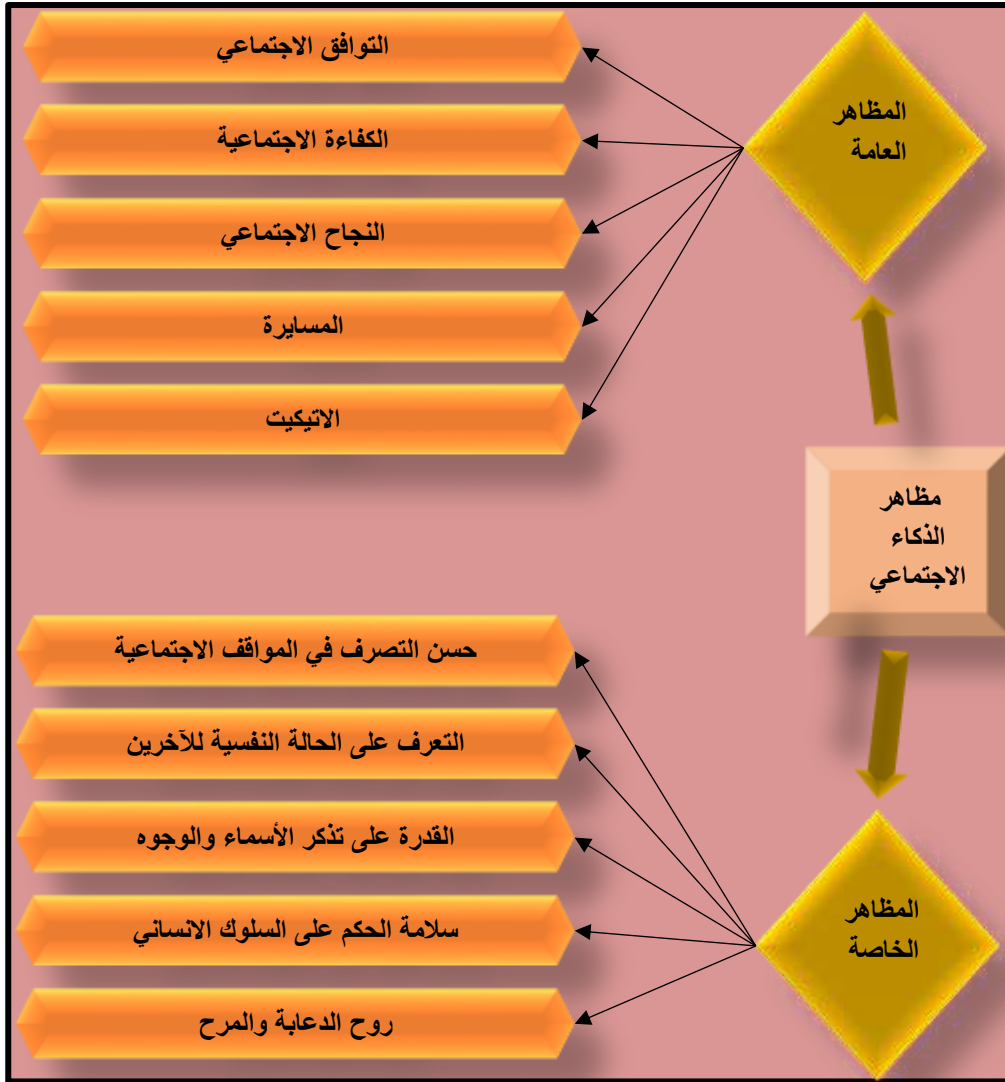 مظاهر
الذكاء
الاجتماعي
المظاهر
العامة
التوافق الاجتماعي
الكفاءة الاجتماعية
النجاح الاجتماعي
المسايرة
الاتيكيت
المظاهر
الخاصة
حسن التصرف في المواقف الاجتماعية
التعرف على الحالة النفسية للآخرين
القدرة على تذكر الأسماء والوجوه
سلامة الحكم على السلوك الانساني
روح الدعابة والمرح